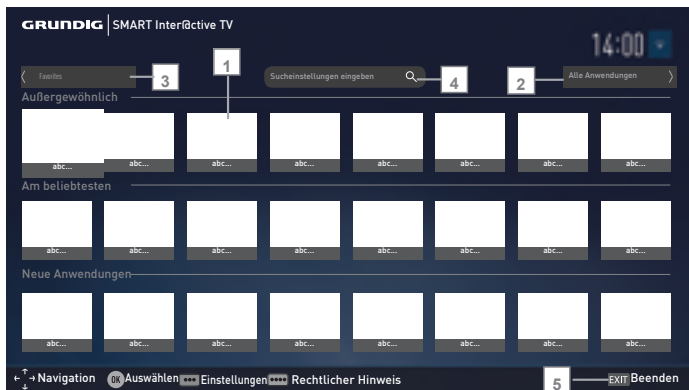 GRUNDIG SMART Inter@ctive TV
14:00
Favorites
3
1
Sucheinstellungen eingeben
4
2
Alle Anwendungen
Außergewöhnlich
abc... abc... abc... abc... abc... abc... abc... abc...
Am beliebtesten
abc... abc... abc... abc... abc... abc... abc... abc...
Neue Anwendungen
abc... abc... abc... abc... abc... abc... abc... abc...
Navigation OK Auswählen Einstellungen Rechtlicher Hinweis 5 EXIT Beenden